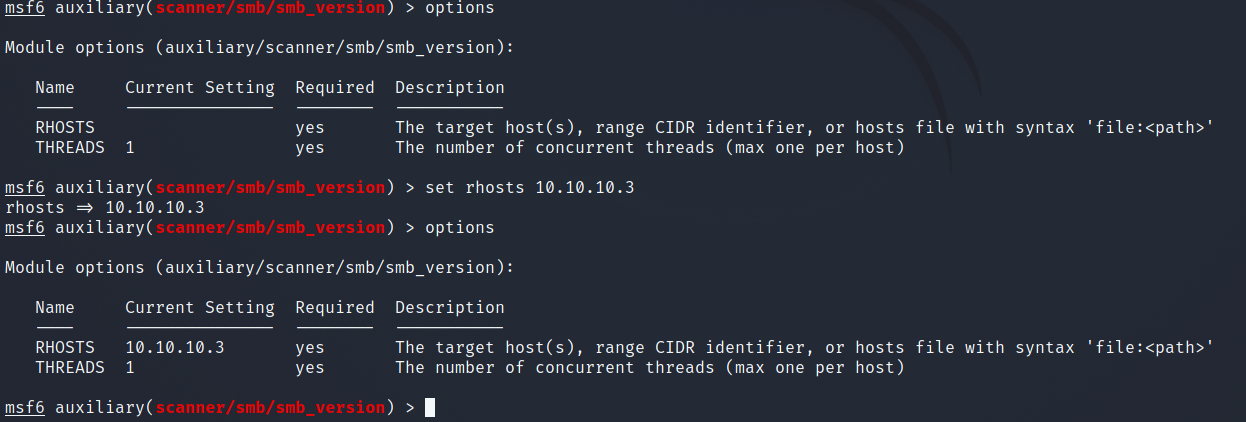 msf6 auxiliary(scanner/smb/smb_version) > options
Module options (auxiliary/scanner/smb/smb_version):
Name Current Setting Required Description
---- --------------- -------- -----------
RHOSTS yes The target host(s), range CIDR identifier, or hosts file with syntax 'file:<path>'
THREADS 1 yes The number of concurrent threads (max one per host)
msf6 auxiliary(scanner/smb/smb_version) > set rhosts 10.10.10.3
rhosts => 10.10.10.3
msf6 auxiliary(scanner/smb/smb_version) > options
Module options (auxiliary/scanner/smb/smb_version):
Name Current Setting Required Description
---- --------------- -------- -----------
RHOSTS 10.10.10.3 yes The target host(s), range CIDR identifier, or hosts file with syntax 'file:<path>'
THREADS 1 yes The number of concurrent threads (max one per host)
msf6 auxiliary(scanner/smb/smb_version) >